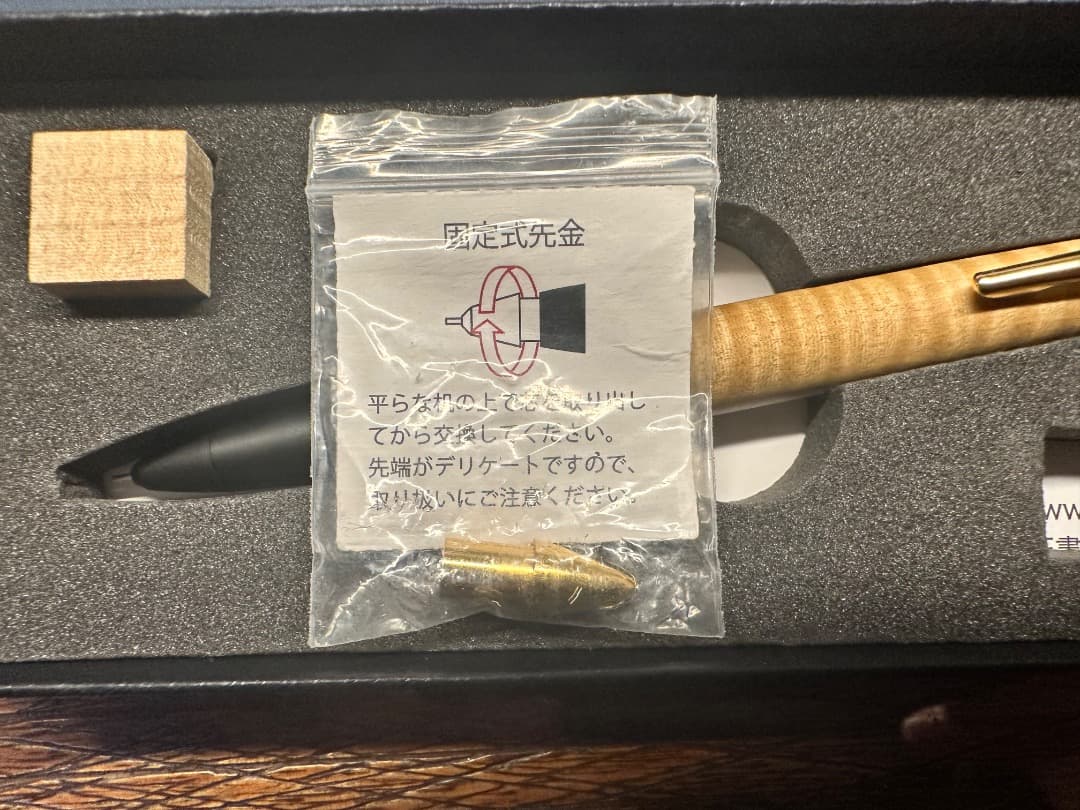 固定式先金
平らな机の上で芯を取り出し
てから交換してください。
先端がデリケートですので、
取り扱いにご注意ください。